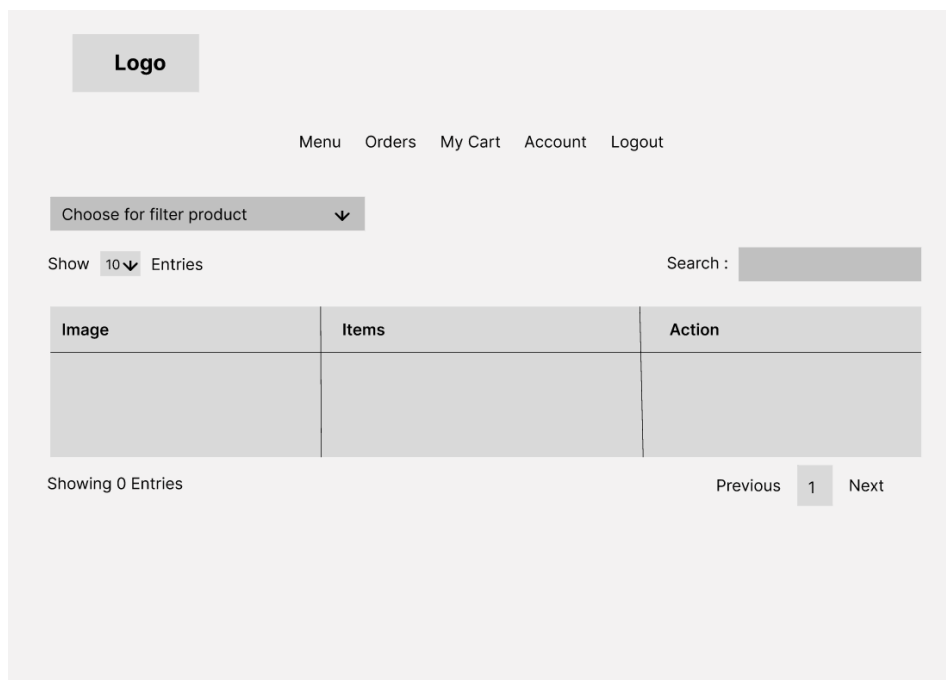 Logo
Menu Orders My Cart Account Logout
Choose for filter product
Show 10 Entries Search :
Image Items Action
Showing 0 Entries Previous 1 Next